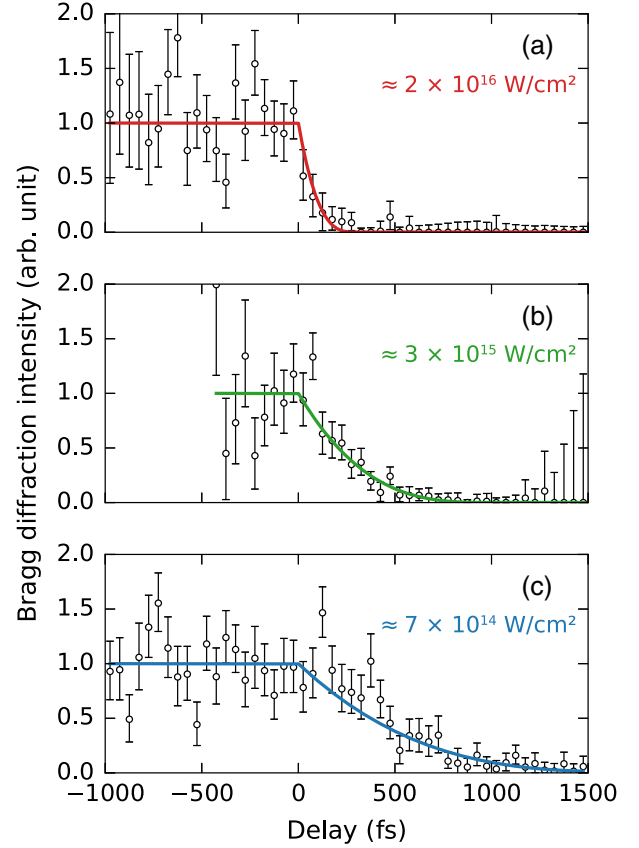 Bragg diffraction intensity (arb. unit)
2.0
1.5
1.0
0.5
0.0
(a)
≈ 2 × 10¹⁶ W/cm²
2.0
1.5
1.0
0.5
0.0
(b)
≈ 3 × 10¹⁵ W/cm²
2.0
1.5
1.0
0.5
0.0
(c)
≈ 7 × 10¹⁴ W/cm²
−1000 −500 0 500 1000 1500
Delay (fs)